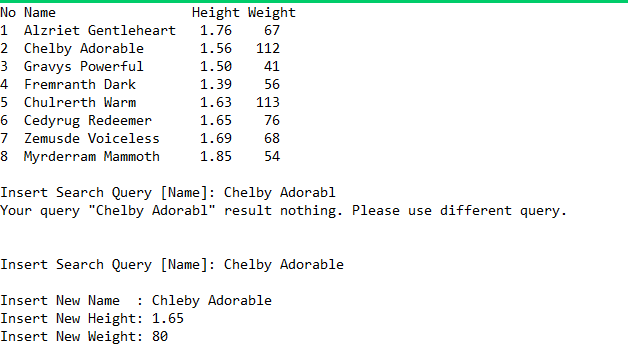 No Name Height Weight
1 Alzriet Gentleheart 1.76 67
2 Chelby Adorable 1.56 112
3 Gravys Powerful 1.50 41
4 Fremranth Dark 1.39 56
5 Chulrerth Warm 1.63 113
6 Cedyrug Redeemer 1.65 76
7 Zemusde Voiceless 1.69 68
8 Myrderram Mammoth 1.85 54
Insert Search Query [Name]: Chelby Adorabl
Your query "Chelby Adorabl" result nothing. Please use different query.
Insert Search Query [Name]: Chelby Adorable
Insert New Name : Chleby Adorable
Insert New Height: 1.65
Insert New Weight: 80